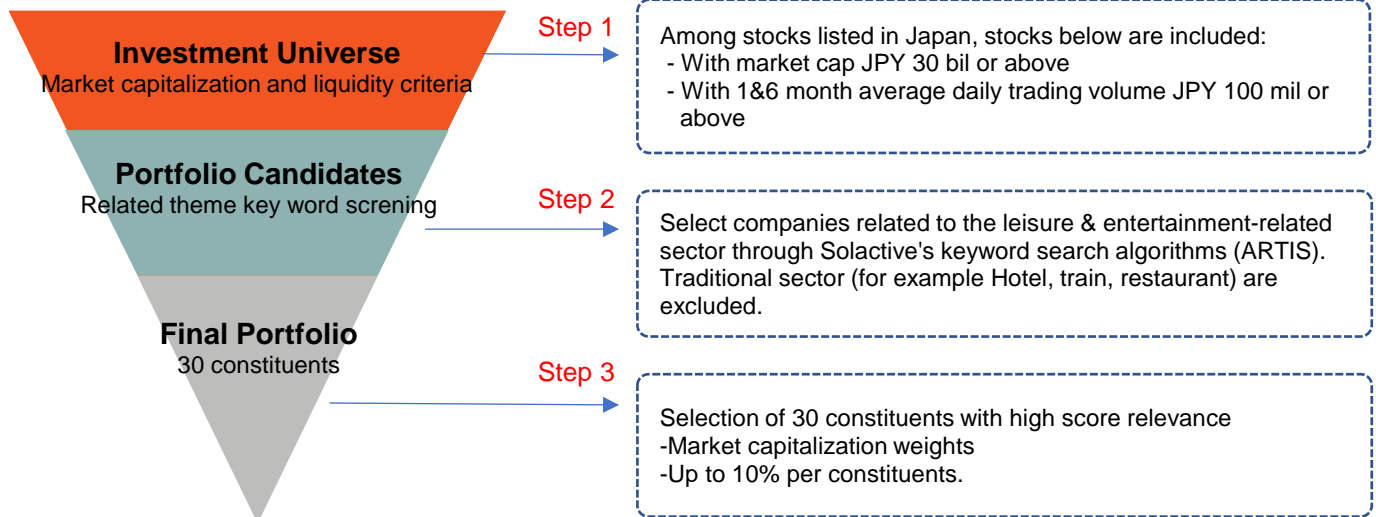 Investment Universe
Market capitalization and liquidity criteria
Step 1
Among stocks listed in Japan, stocks below are included:
- With market cap JPY 30 bil or above
- With 1&6 month average daily trading volume JPY 100 mil or
above
Portfolio Candidates
Related theme key word screning
Step 2
Select companies related to the leisure & entertainment-related
sector through Solactive's keyword search algorithms (ARTIS).
Traditional sector (for example Hotel, train, restaurant) are
excluded.
Final Portfolio
30 constituents
Step 3
Selection of 30 constituents with high score relevance
-Market capitalization weights
-Up to 10% per constituents.